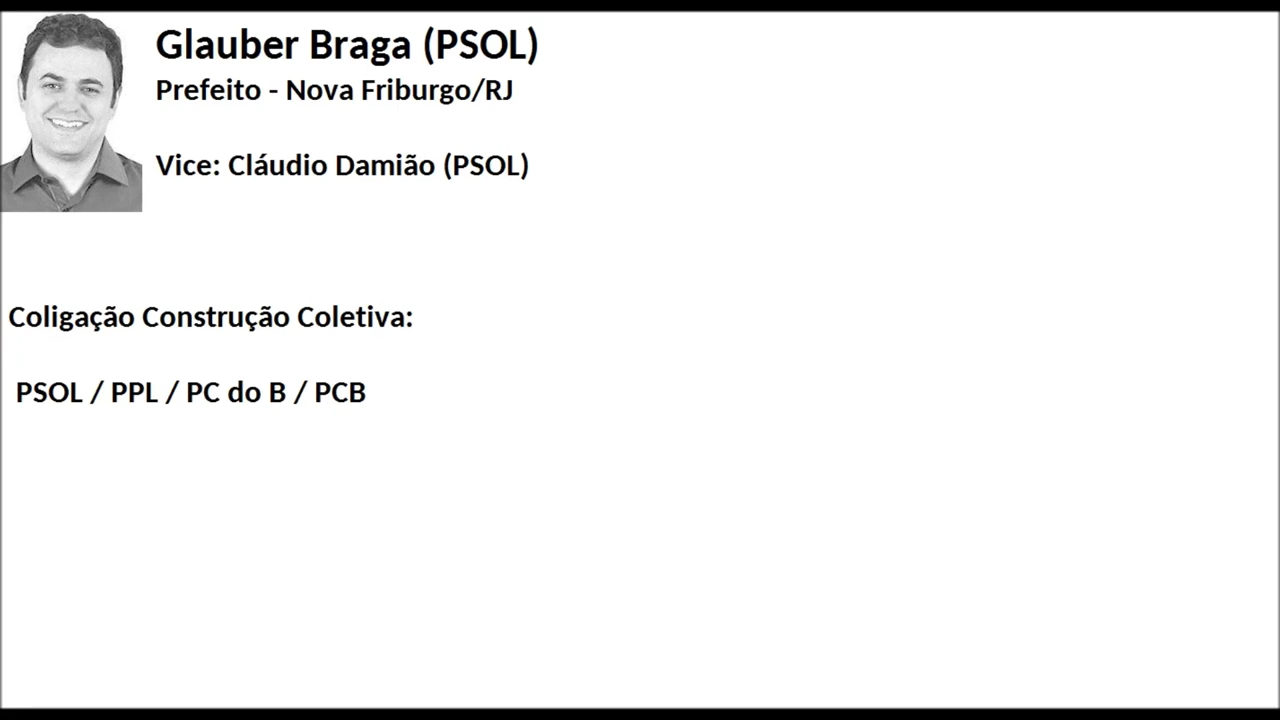 Glauber Braga (PSOL)
Prefeito - Nova Friburgo/RJ
Vice: Cláudio Damião (PSOL)
Coligação Construção Coletiva:
PSOL / PPL / PC do B / PCB